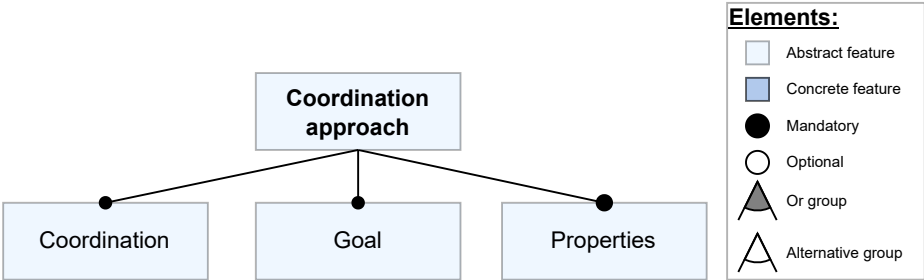 Coordination
approach
Coordination
Goal
Properties
Elements:
Abstract feature
Concrete feature
Mandatory
Optional
Or group
Alternative group